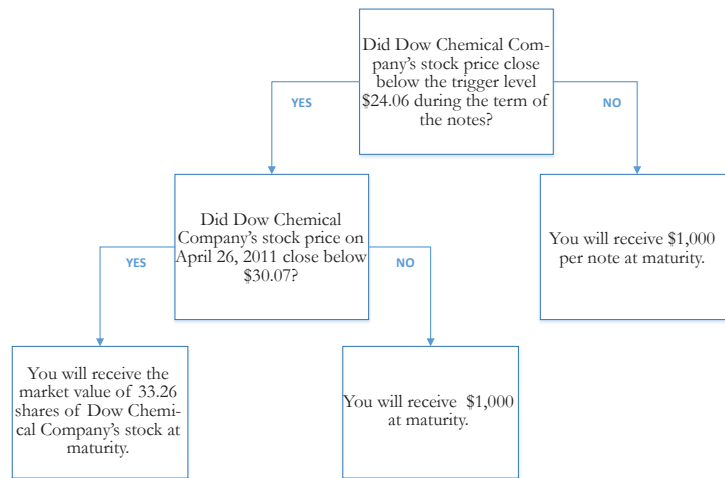 Did Dow Chemical Com-
pany's stock price close
below the trigger level
$24.06 during the term of
the notes?
YES
NO
Did Dow Chemical
Company's stock price on
April 26, 2011 close below
$30.07?
You will receive $1,000
per note at maturity.
YES
NO
You will receive the
market value of 33.26
shares of Dow Chemi-
cal Company's stock at
maturity.
You will receive  $1,000
at maturity.